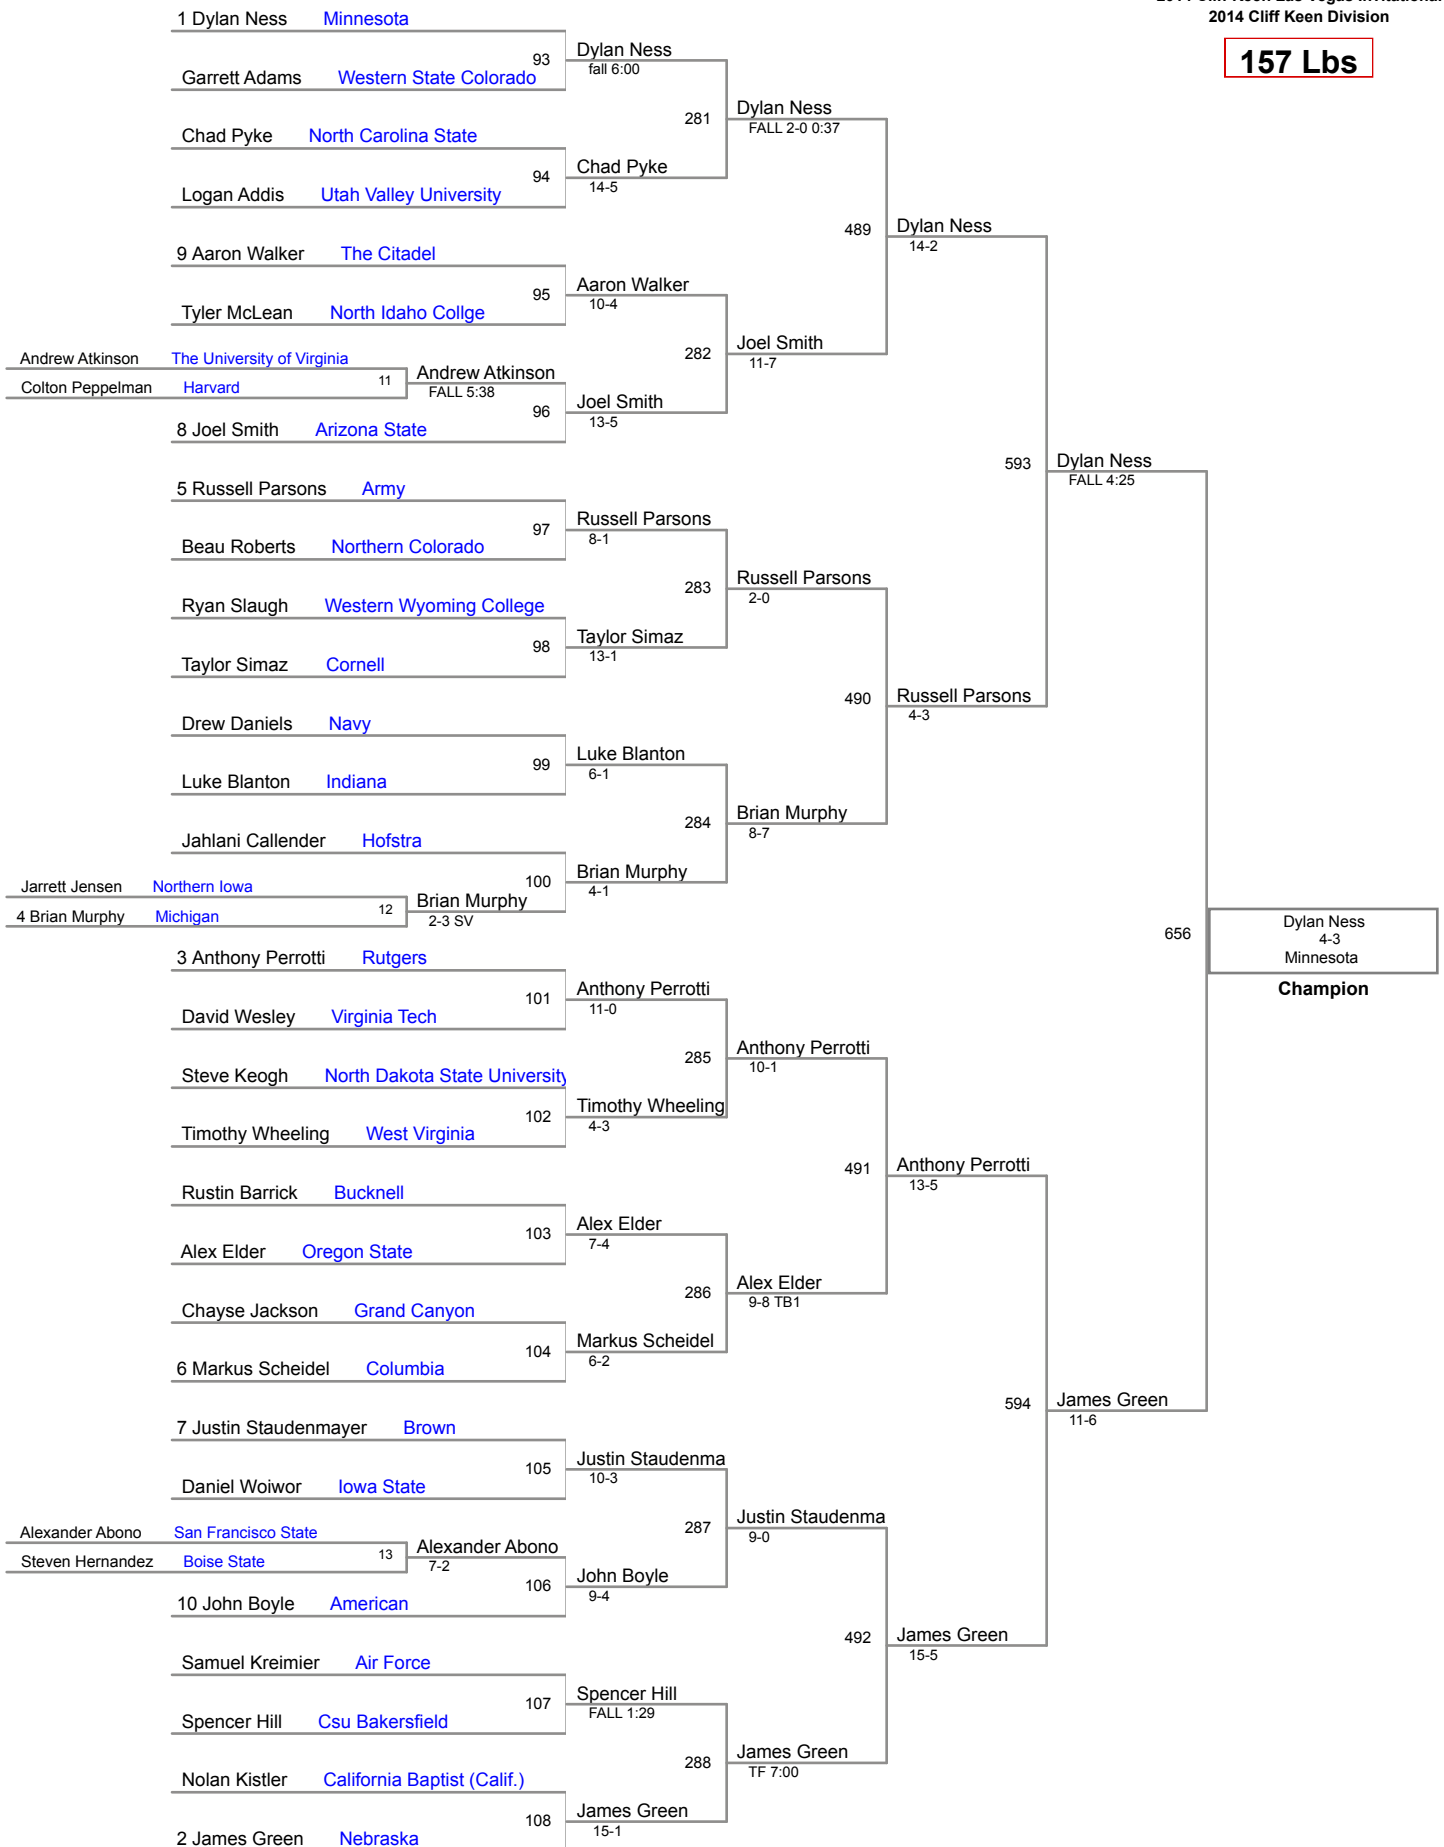 2014 Cliff Keen Las Vegas Invitational
2014 Cliff Keen Division
157 Lbs
1 Dylan Ness Minnesota
93
Dylan Ness
fall 6:00
Garrett Adams Western State Colorado
281
Dylan Ness
FALL 2-0 0:37
Chad Pyke North Carolina State
94
Chad Pyke
14-5
Logan Addis Utah Valley University
489
Dylan Ness
14-2
9 Aaron Walker The Citadel
95
Aaron Walker
10-4
Tyler McLean North Idaho Collge
282
Joel Smith
11-7
Andrew Atkinson The University of Virginia
11
Andrew Atkinson
FALL 5:38
Colton Peppelman Harvard
96
Joel Smith
13-5
8 Joel Smith Arizona State
593
Dylan Ness
FALL 4:25
5 Russell Parsons Army
97
Russell Parsons
8-1
Beau Roberts Northern Colorado
283
Russell Parsons
2-0
Ryan Slaugh Western Wyoming College
98
Taylor Simaz
13-1
Taylor Simaz Cornell
490
Russell Parsons
4-3
Drew Daniels Navy
99
Luke Blanton
6-1
Luke Blanton Indiana
284
Brian Murphy
8-7
Jahlani Callender Hofstra
100
Brian Murphy
4-1
Jarrett Jensen Northern Iowa
12
Brian Murphy
2-3 SV
4 Brian Murphy Michigan
656
Dylan Ness
4-3
Minnesota
Champion
3 Anthony Perrotti Rutgers
101
Anthony Perrotti
11-0
David Wesley Virginia Tech
285
Anthony Perrotti
10-1
Steve Keogh North Dakota State University
102
Timothy Wheeling
4-3
Timothy Wheeling West Virginia
491
Anthony Perrotti
13-5
Rustin Barrick Bucknell
103
Alex Elder
7-4
Alex Elder Oregon State
286
Alex Elder
9-8 TB1
Chayse Jackson Grand Canyon
104
Markus Scheidel
6-2
6 Markus Scheidel Columbia
594
James Green
11-6
7 Justin Staudenmayer Brown
105
Justin Staudenma
10-3
Daniel Woiwor Iowa State
287
Justin Staudenma
9-0
Alexander Abono San Francisco State
13
Alexander Abono
7-2
Steven Hernandez Boise State
106
John Boyle
9-4
10 John Boyle American
492
James Green
15-5
Samuel Kreimier Air Force
107
Spencer Hill
FALL 1:29
Spencer Hill Csu Bakersfield
288
James Green
TF 7:00
Nolan Kistler California Baptist (Calif.)
108
James Green
15-1
2 James Green Nebraska